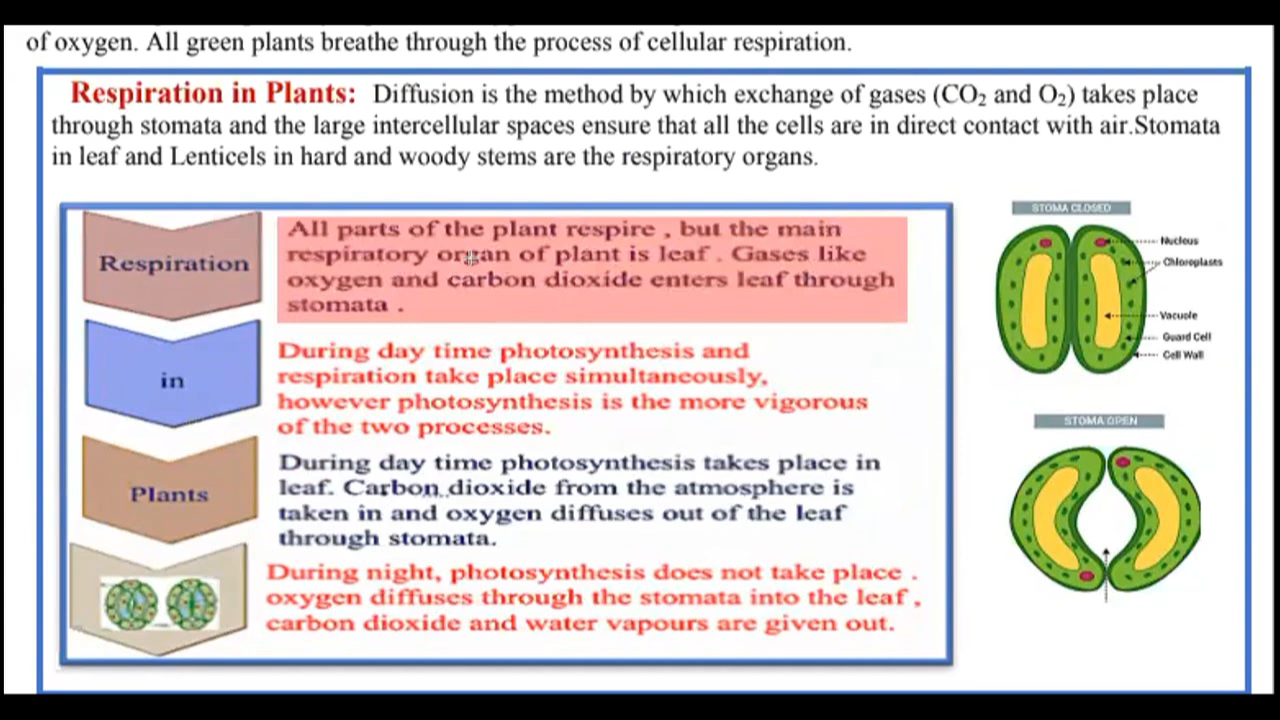 of oxygen. All green plants breathe through the process of cellular respiration.
Respiration in Plants: Diffusion is the method by which exchange of gases (CO₂ and O₂) takes place
through stomata and the large intercellular spaces ensure that all the cells are in direct contact with air.Stomata
in leaf and Lenticels in hard and woody stems are the respiratory organs.
Respiration
All parts of the plant respire , but the main
respiratory organ of plant is leaf . Gases like
oxygen and carbon dioxide enters leaf through
stomata .
in
During day time photosynthesis and
respiration take place simultaneously,
however photosynthesis is the more vigorous
of the two processes.
Plants
During day time photosynthesis takes place in
leaf. Carbon dioxide from the atmosphere is
taken in and oxygen diffuses out of the leaf
through stomata.
During night, photosynthesis does not take place .
oxygen diffuses through the stomata into the leaf ,
carbon dioxide and water vapours are given out.
STOMA CLOSED
Nucleus
Chloroplasts
Vacuole
Guard Cell
Cell Wall
STOMA OPEN